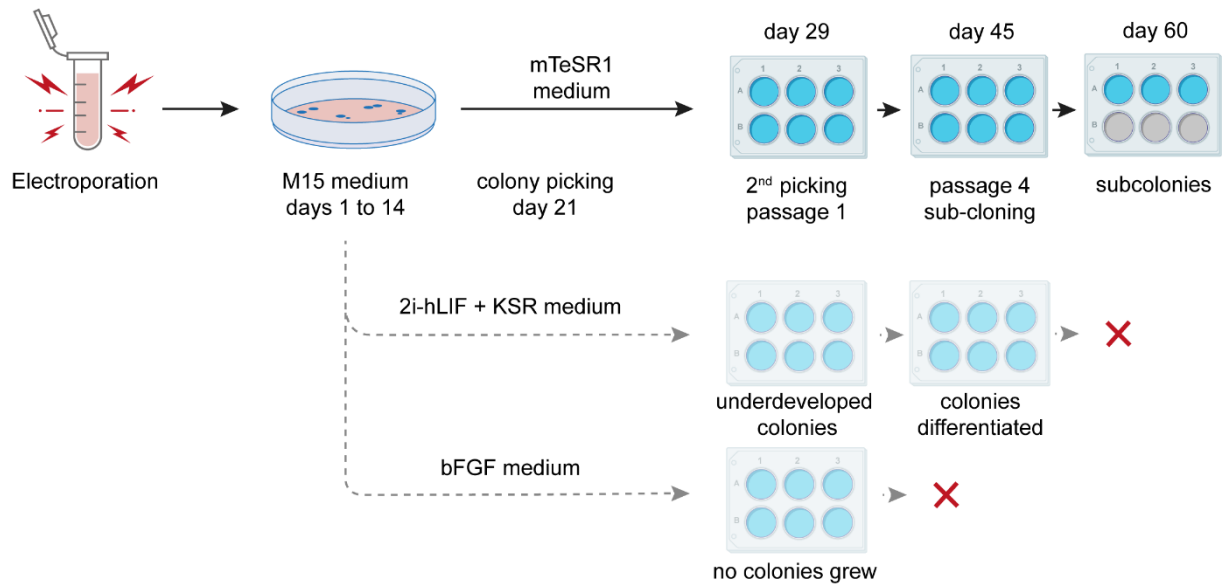 day 29
day 45
day 60
mTeSR1
medium
1 2 3
A
B
1 2 3
A
B
1 2 3
A
B
Electroporation
M15 medium
days 1 to 14
colony picking
day 21
2nd picking
passage 1
passage 4
sub-cloning
subcolonies
2i-hLIF + KSR medium
1 2 3
A
B
1 2 3
A
B
underdeveloped
colonies
colonies
differentiated
bFGF medium
1 2 3
A
B
no colonies grew